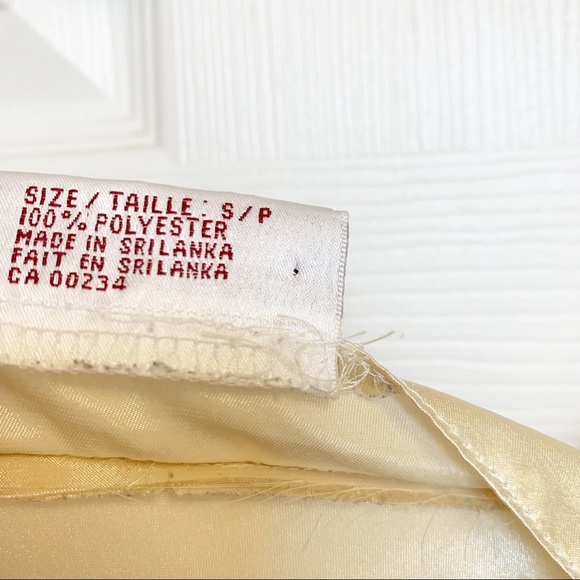 SIZE / TAILLE : S/P
100% POLYESTER
MADE IN SRILANKA
FAIT EN SRILANKA
CA 00234